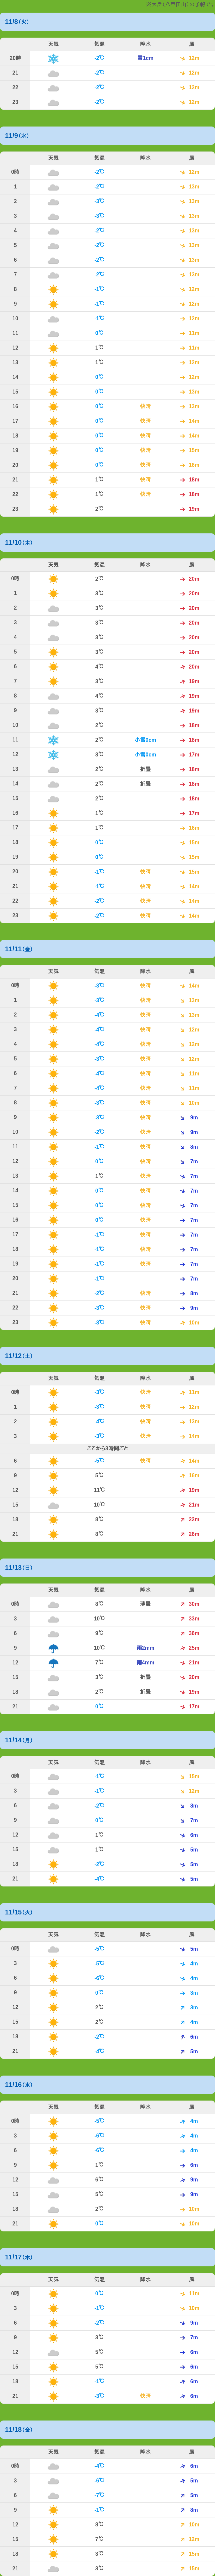 11/8(火)
天気 気温 降水 風
20時 -2℃ 雪1cm 12m
21 -2℃ 12m
22 -2℃ 12m
23 -2℃ 12m
11/9(水)
天気 気温 降水 風
0時 -2℃ 12m
1 -2℃ 13m
2 -3℃ 13m
3 -3℃ 13m
4 -2℃ 13m
5 -2℃ 13m
6 -2℃ 13m
7 -2℃ 13m
8 -1℃ 12m
9 -1℃ 12m
10 -1℃ 12m
11 0℃ 11m
12 1℃ 11m
13 1℃ 12m
14 0℃ 12m
15 0℃ 13m
16 0℃ 快晴 13m
17 0℃ 快晴 14m
18 0℃ 快晴 14m
19 0℃ 快晴 15m
20 0℃ 快晴 16m
21 1℃ 快晴 18m
22 1℃ 快晴 18m
23 2℃ 19m
11/10(木)
天気 気温 降水 風
0時 2℃ 20m
1 3℃ 20m
2 3℃ 20m
3 3℃ 20m
4 3℃ 20m
5 3℃ 20m
6 4℃ 20m
7 3℃ 19m
8 4℃ 19m
9 3℃ 19m
10 2℃ 18m
11 2℃ 小雪0cm 18m
12 3℃ 小雪0cm 17m
13 2℃ 折曇 18m
14 2℃ 折曇 18m
15 2℃ 18m
16 1℃ 17m
17 1℃ 16m
18 0℃ 15m
19 0℃ 15m
20 -1℃ 快晴 15m
21 -1℃ 快晴 14m
22 -2℃ 快晴 14m
23 -2℃ 快晴 14m
11/11(金)
天気 気温 降水 風
0時 -3℃ 快晴 14m
1 -3℃ 快晴 13m
2 -4℃ 快晴 13m
3 -4℃ 快晴 12m
4 -4℃ 快晴 12m
5 -3℃ 快晴 12m
6 -4℃ 快晴 11m
7 -4℃ 快晴 11m
8 -3℃ 快晴 10m
9 -3℃ 快晴 9m
10 -2℃ 快晴 9m
11 -1℃ 快晴 8m
12 0℃ 快晴 7m
13 1℃ 快晴 7m
14 0℃ 快晴 7m
15 0℃ 快晴 7m
16 0℃ 快晴 7m
17 -1℃ 快晴 7m
18 -1℃ 快晴 7m
19 -1℃ 快晴 7m
20 -1℃ 7m
21 -2℃ 快晴 8m
22 -3℃ 快晴 9m
23 -3℃ 快晴 10m
11/12(土)
天気 気温 降水 風
0時 -3℃ 快晴 11m
1 -3℃ 快晴 12m
2 -4℃ 快晴 13m
3 -3℃ 快晴 14m
ここから3時間ごと
6 -5℃ 快晴 14m
9 5℃ 16m
12 11℃ 19m
15 10℃ 21m
18 8℃ 22m
21 8℃ 26m
11/13(日)
天気 気温 降水 風
0時 8℃ 薄曇 30m
3 10℃ 33m
6 9℃ 36m
9 10℃ 雨2mm 25m
12 7℃ 雨4mm 21m
15 3℃ 折曇 20m
18 2℃ 折曇 19m
21 0℃ 17m
11/14(月)
天気 気温 降水 風
0時 -1℃ 15m
3 -1℃ 12m
6 -2℃ 8m
9 0℃ 7m
12 1℃ 6m
15 1℃ 5m
18 -2℃ 5m
21 -4℃ 5m
11/15(火)
天気 気温 降水 風
0時 -5℃ 5m
3 -5℃ 4m
6 -6℃ 4m
9 0℃ 3m
12 2℃ 3m
15 2℃ 4m
18 -2℃ 6m
21 -4℃ 5m
11/16(水)
天気 気温 降水 風
0時 -5℃ 4m
3 -6℃ 4m
6 -6℃ 4m
9 1℃ 6m
12 6℃ 9m
15 5℃ 9m
18 2℃ 10m
21 0℃ 10m
11/17(木)
天気 気温 降水 風
0時 0℃ 11m
3 -1℃ 10m
6 -2℃ 9m
9 3℃ 7m
12 5℃ 6m
15 5℃ 6m
18 -1℃ 6m
21 -3℃ 快晴 6m
11/18(金)
天気 気温 降水 風
0時 -4℃ 6m
3 -6℃ 5m
6 -7℃ 5m
9 -1℃ 8m
12 8℃ 10m
15 7℃ 12m
18 3℃ 15m
21 3℃ 15m